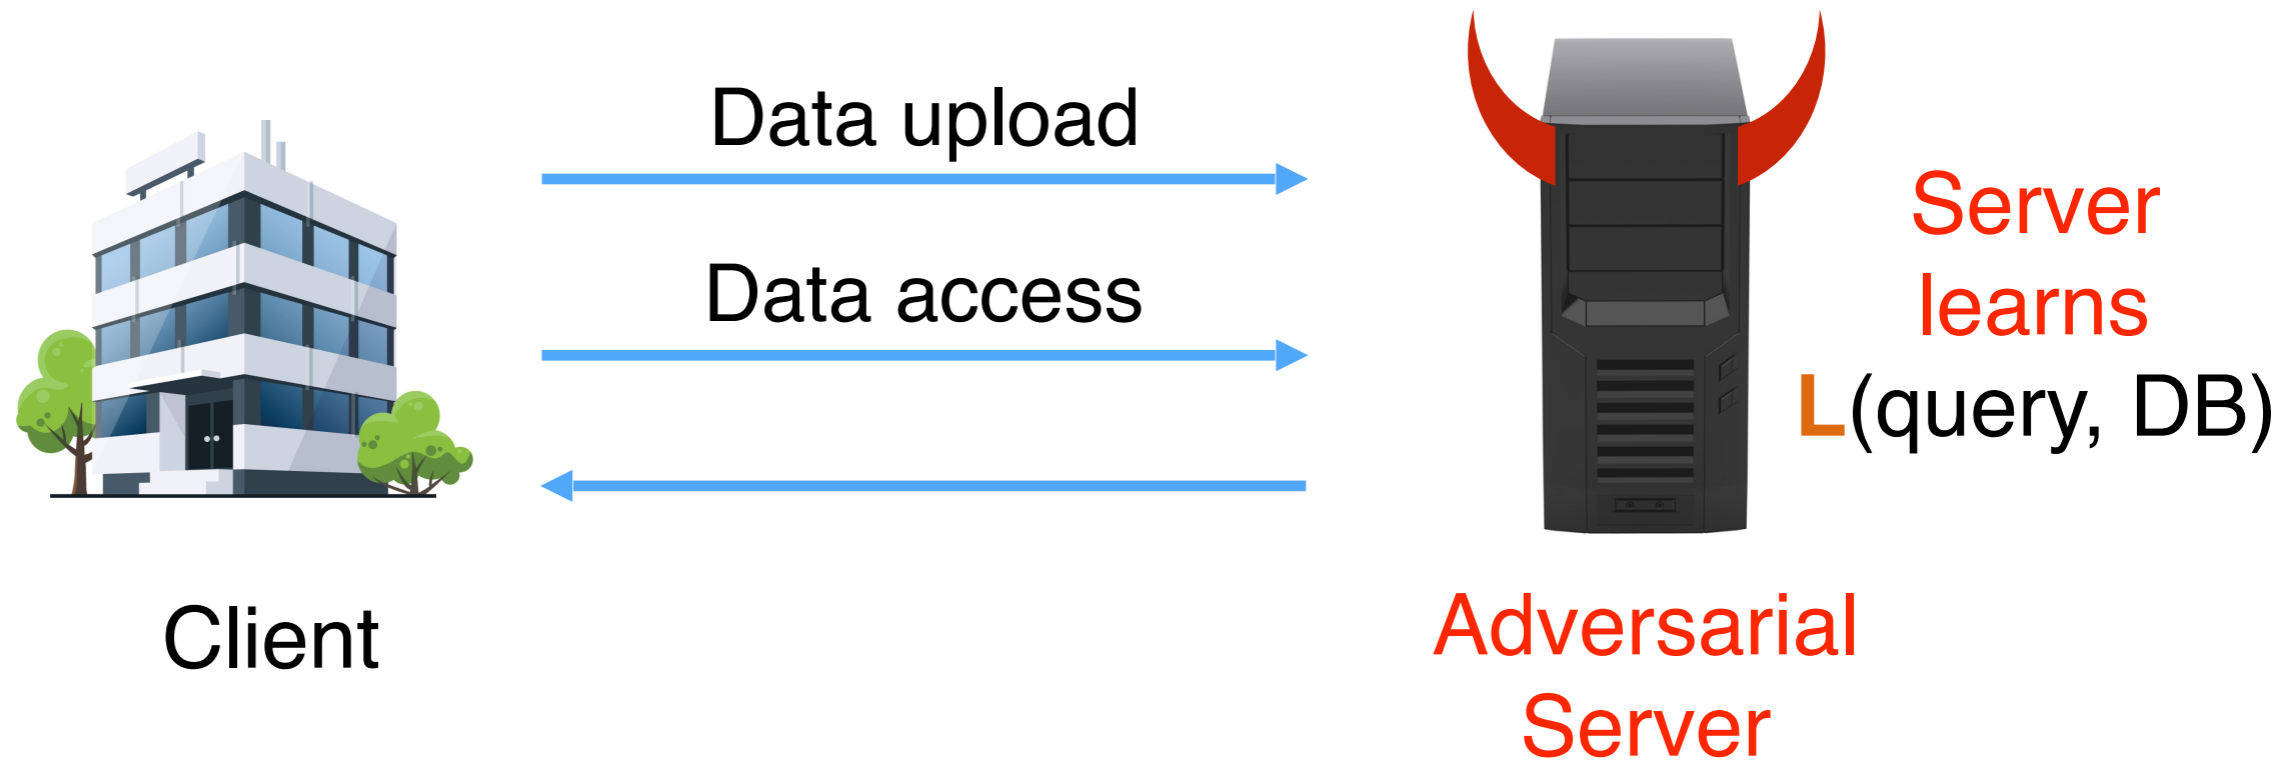 Data upload
Data access
Client
Adversarial
Server
Server
learns
L(query, DB)